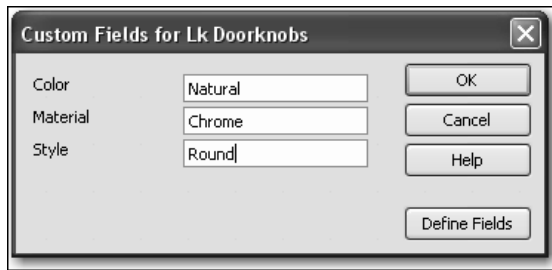 Custom Fields for Lk Doorknobs
Color Natural OK
Material Chrome Cancel
Style Round Help
Define Fields